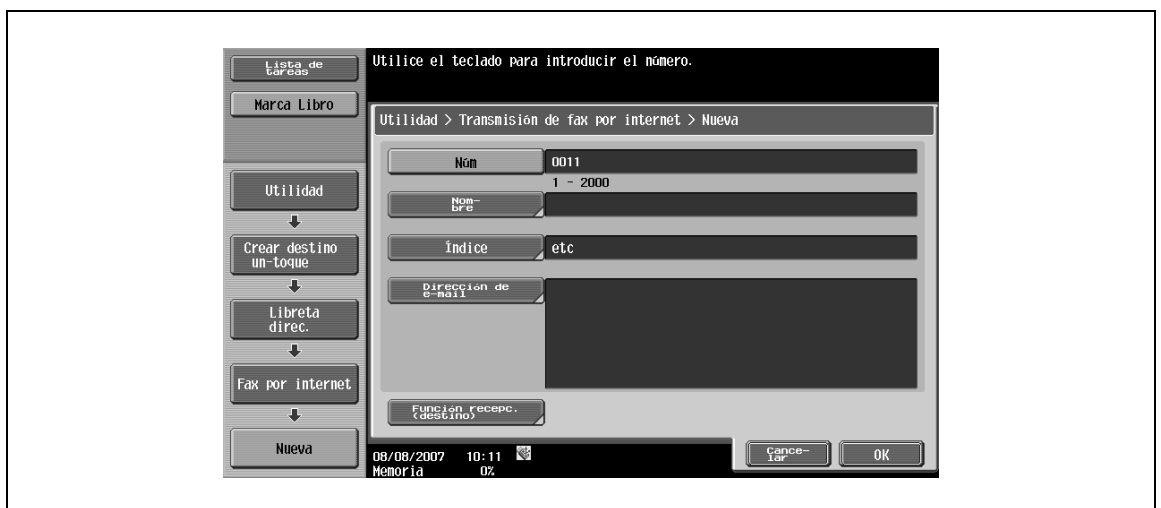 Lista de
tareas
Marca Libro
Utilidad
Crear destino
un-toque
Libreta
direc.
Fax por internet
Nueva
Utilice el teclado para introducir el número.
Utilidad > Transmisión de fax por internet > Nueva
Núm 0011
1 - 2000
Nom-
bre
Índice etc
Dirección de
e-mail
Función recepc.
(destino)
08/08/2007 10:11
Memoria 0%
Cance-
lar
OK